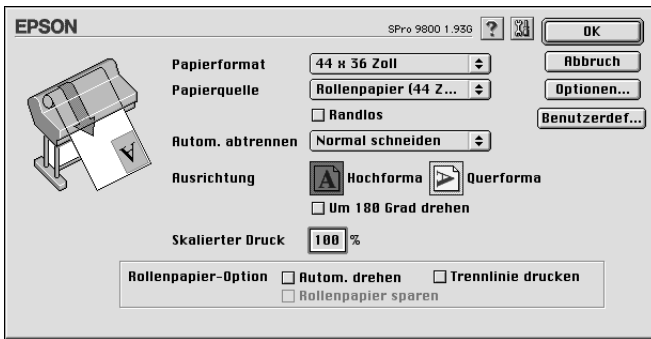 EPSON
SPro 9800 1.93G
?
OK
Papierformat
44 x 36 Zoll
Abbruch
Papierquelle
Rollenpapier (44 Z...
Optionen...
Randlos
Benutzerdef...
Autom. abtrennen
Normal schneiden
Ausrichtung
A
Hochforma
A
Querforma
Um 180 Grad drehen
Skalierter Druck
100
%
Rollenpapier-Option
Autom. drehen
Trennlinie drucken
Rollenpapier sparen
A